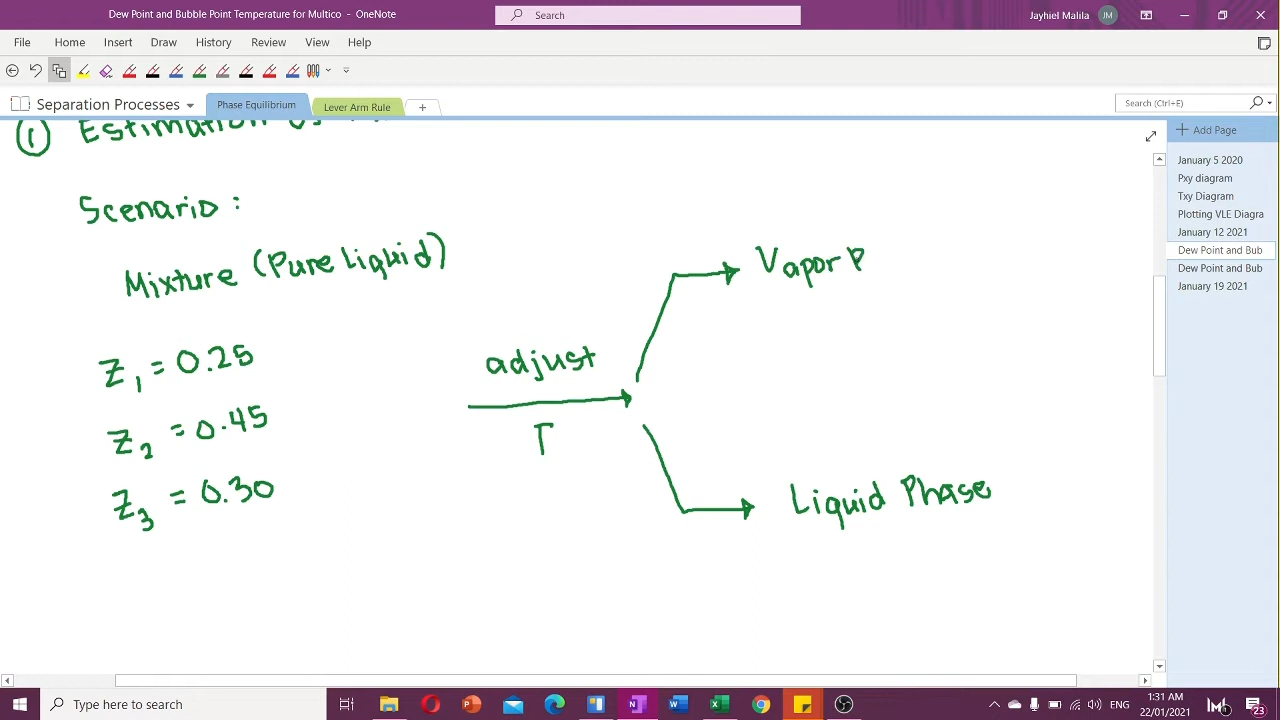 Dew Point and Bubble Point Temperature for Multico - OneNote
Search
Jayhiel Malila
JM
File Home Insert Draw History Review View Help
Separation Processes
Phase Equilibrium
Lever Arm Rule
Search (Ctrl+E)
Add Page
January 5 2020
Pxy diagram
Txy Diagram
Plotting VLE Diagra
January 12 2021
Dew Point and Bub
Dew Point and Bub
January 19 2021
① Estimation
Scenario :
Mixture (Pure Liquid)
Z1 = 0.25
Z2 = 0.45
Z3 = 0.30
adjust
T
Vapor P
Liquid Phase
Type here to search
ENG
1:31 AM
22/01/2021
23